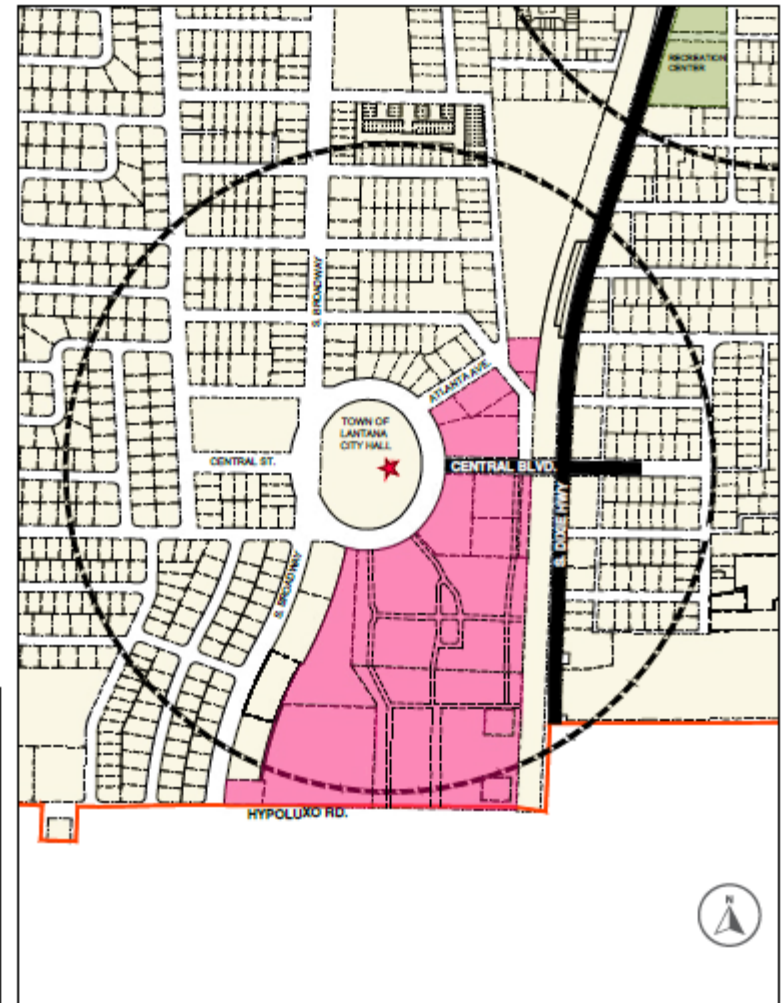 RECREATION
CENTER
S. BROADWAY
ATLANTA AVE.
TOWN OF
LANTANA
CITY HALL
CENTRAL ST.
CENTRAL BLVD.
S. DIXIE HWY
S. BROADWAY
HYPOLUXO RD.
N